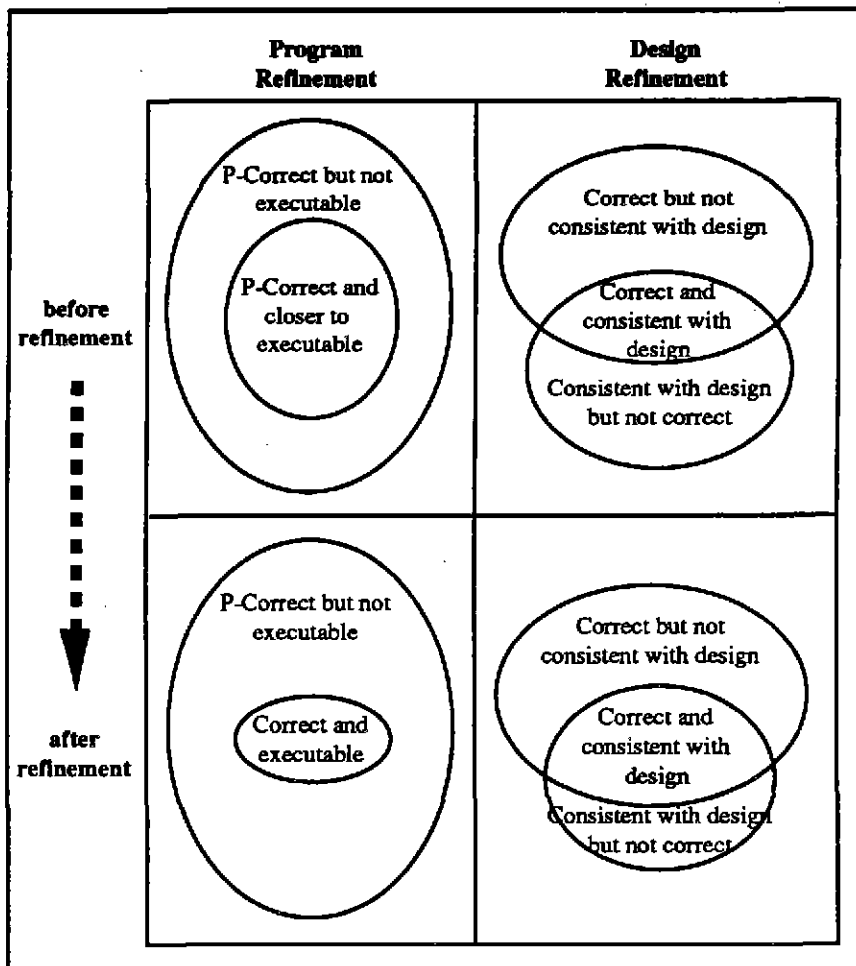 Program
Refinement
Design
Refinement
P-Correct but not
executable
P-Correct and
closer to
executable
Correct but not
consistent with design
Correct and
consistent with
design
Consistent with design
but not correct
before
refinement
after
refinement
P-Correct but not
executable
Correct and
executable
Correct but not
consistent with design
Correct and
consistent with
design
Consistent with design
but not correct